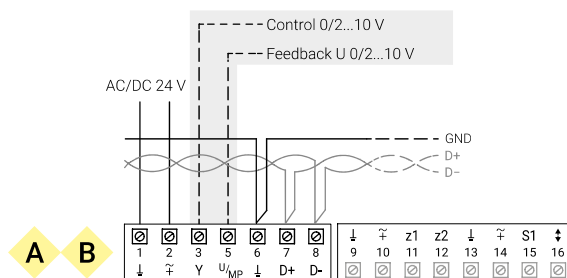 Control 0/2...10 V
Feedback U 0/2...10 V
AC/DC 24 V
GND
D+
D−
A B
1 2 3 5 6 7 8
⏚ ~̶ Y U/MP ⏚ D+ D-
⏚ ~̶ z1 z2 ⏚ ~̶ S1 ⬍
9 10 11 12 13 14 15 16